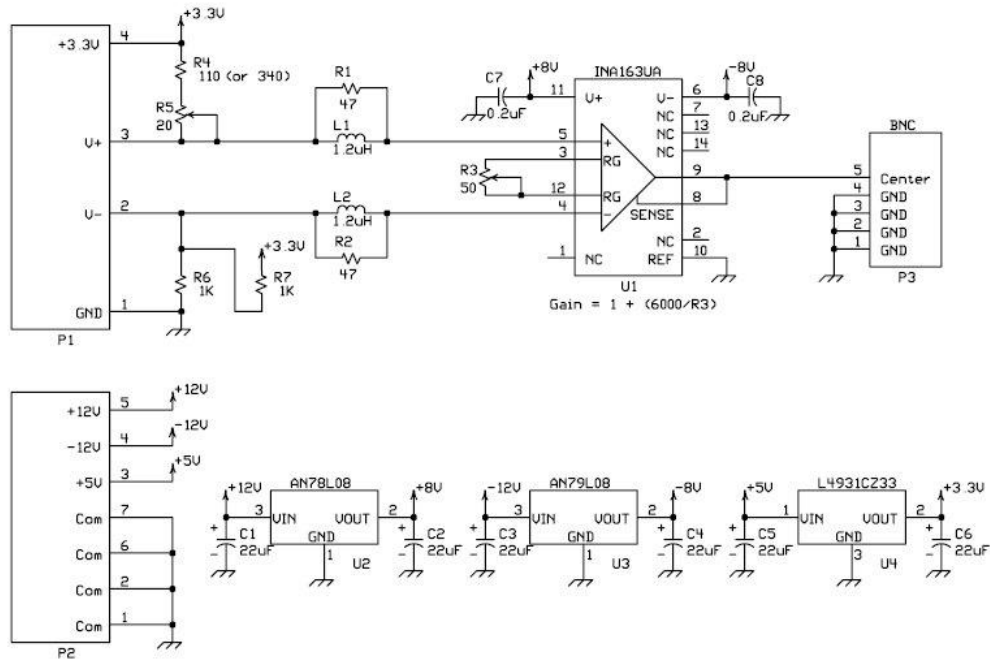 +3.3V
4
+3.3V
R4
110 (or 340)
R5
20
3
V+
R1
47
L1
1.2uH
2
V-
L2
1.2uH
R2
47
+3.3V
R6
1K
R7
1K
GND
1
P1
INA163UA
+8V
C7
0.2uF
11
V+
-8V
V-
6
C8
0.2uF
NC
7
NC
13
NC
14
5
+
3
RG
R3
50
12
RG
4
-
9
SENSE
8
NC
2
1
NC
REF
10
U1
Gain = 1 + (6000/R3)
BNC
5
Center
4
GND
3
GND
2
GND
1
GND
P3
+12V
5
+12V
-12V
4
-12V
+5V
3
+5V
Com
7
Com
6
Com
2
Com
1
P2
AN78L08
+12V
3
VIN
VOUT
2
+8V
GND
1
+
C1
-
22uF
+
C2
-
22uF
U2
AN79L08
-12V
3
VIN
VOUT
2
-8V
GND
1
+
C3
-
22uF
+
C4
-
22uF
U3
L4931CZ33
+5V
1
VIN
VOUT
2
+3.3V
GND
3
+
C5
-
22uF
+
C6
-
22uF
U4